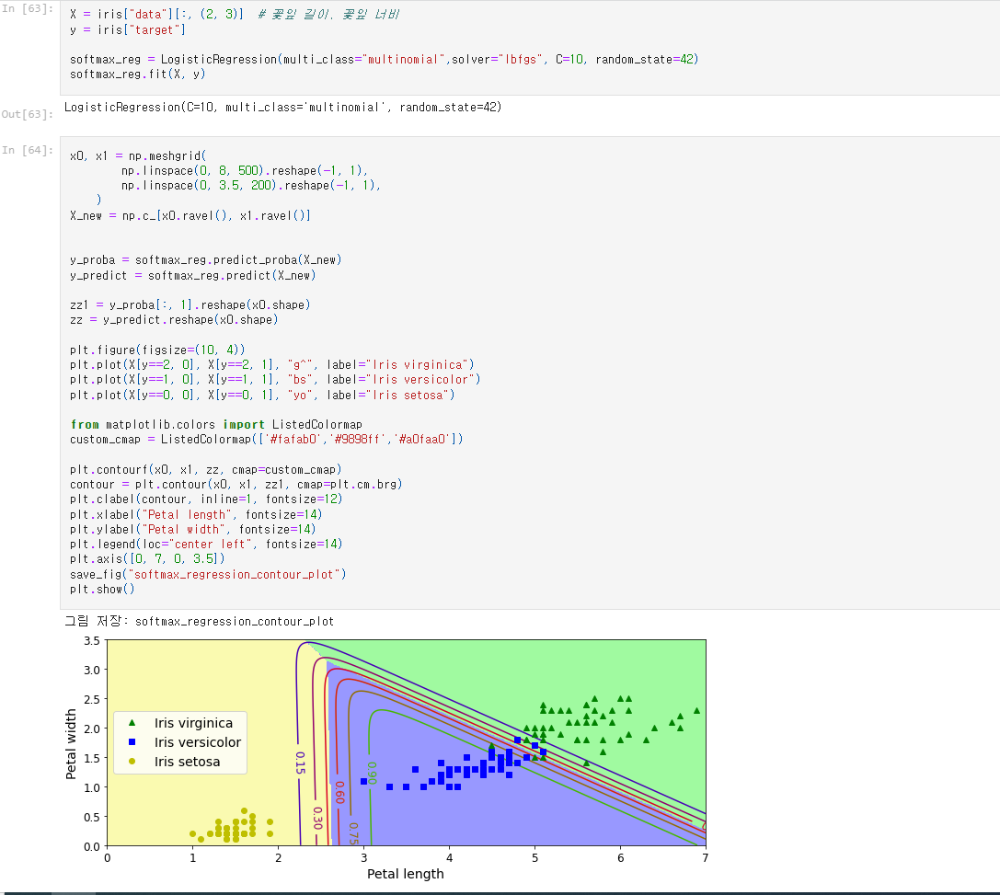 In [63]:
X = iris["data"][:, (2, 3)]  # 꽃잎 길이, 꽃잎 너비
y = iris["target"]
softmax_reg = LogisticRegression(multi_class="multinomial",solver="lbfgs", C=10, random_state=42)
softmax_reg.fit(X, y)
Out[63]:
LogisticRegression(C=10, multi_class='multinomial', random_state=42)
In [64]:
x0, x1 = np.meshgrid(
        np.linspace(0, 8, 500).reshape(-1, 1),
        np.linspace(0, 3.5, 200).reshape(-1, 1),
    )
X_new = np.c_[x0.ravel(), x1.ravel()]
y_proba = softmax_reg.predict_proba(X_new)
y_predict = softmax_reg.predict(X_new)
zz1 = y_proba[:, 1].reshape(x0.shape)
zz = y_predict.reshape(x0.shape)
plt.figure(figsize=(10, 4))
plt.plot(X[y==2, 0], X[y==2, 1], "g^", label="Iris virginica")
plt.plot(X[y==1, 0], X[y==1, 1], "bs", label="Iris versicolor")
plt.plot(X[y==0, 0], X[y==0, 1], "yo", label="Iris setosa")
from matplotlib.colors import ListedColormap
custom_cmap = ListedColormap(['#fafab0','#9898ff','#a0faa0'])
plt.contourf(x0, x1, zz, cmap=custom_cmap)
contour = plt.contour(x0, x1, zz1, cmap=plt.cm.brg)
plt.clabel(contour, inline=1, fontsize=12)
plt.xlabel("Petal length", fontsize=14)
plt.ylabel("Petal width", fontsize=14)
plt.legend(loc="center left", fontsize=14)
plt.axis([0, 7, 0, 3.5])
save_fig("softmax_regression_contour_plot")
plt.show()
그림 저장: softmax_regression_contour_plot
3.5
3.0
2.5
2.0
1.5
1.0
0.5
0.0
Petal width
Iris virginica
Iris versicolor
Iris setosa
0.15
0.30
0.60
0.75
0.90
0 1 2 3 4 5 6 7
Petal length